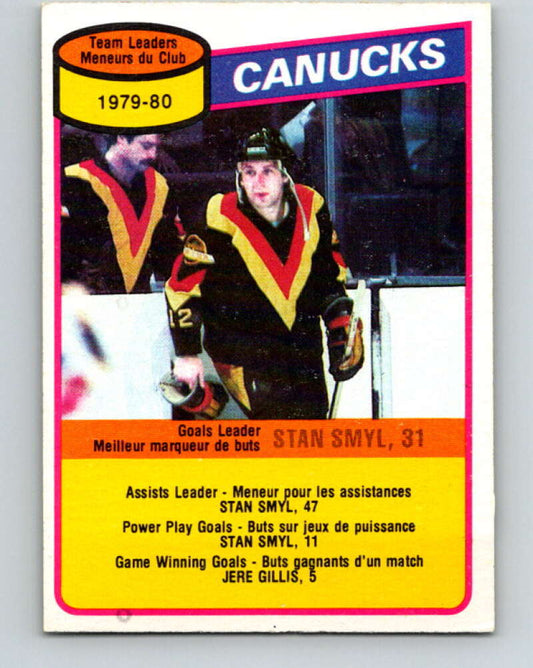 Team Leaders
Meneurs du Club
1979-80
CANUCKS
12
Goals Leader
Meilleur marqueur de buts
STAN SMYL, 31
Assists Leader - Meneur pour les assistances
STAN SMYL, 47
Power Play Goals - Buts sur jeux de puissance
STAN SMYL, 11
Game Winning Goals - Buts gagnants d'un match
JERE GILLIS, 5